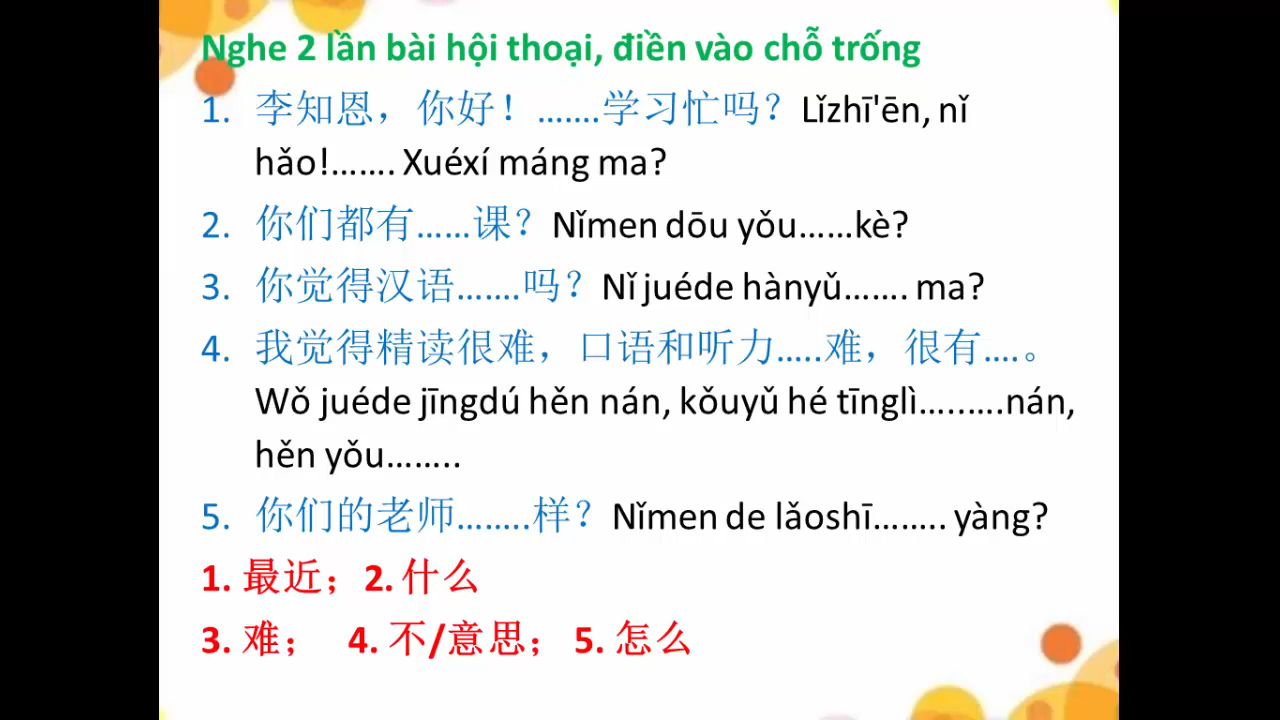 Nghe 2 lần bài hội thoại, điền vào chỗ trống
1. 李知恩，你好！…….学习忙吗？Lǐzhī'ēn, nǐ
hǎo!……. Xuéxí máng ma?
2. 你们都有……课？Nǐmen dōu yǒu……kè?
3. 你觉得汉语…….吗？Nǐ juéde hànyǔ……. ma?
4. 我觉得精读很难，口语和听力…..难，很有….。
Wǒ juéde jīngdú hěn nán, kǒuyǔ hé tīnglì…..….nán,
hěn yǒu……..
5. 你们的老师……..样？Nǐmen de lǎoshī…….. yàng?
1. 最近；2. 什么
3. 难； 4. 不/意思；5. 怎么